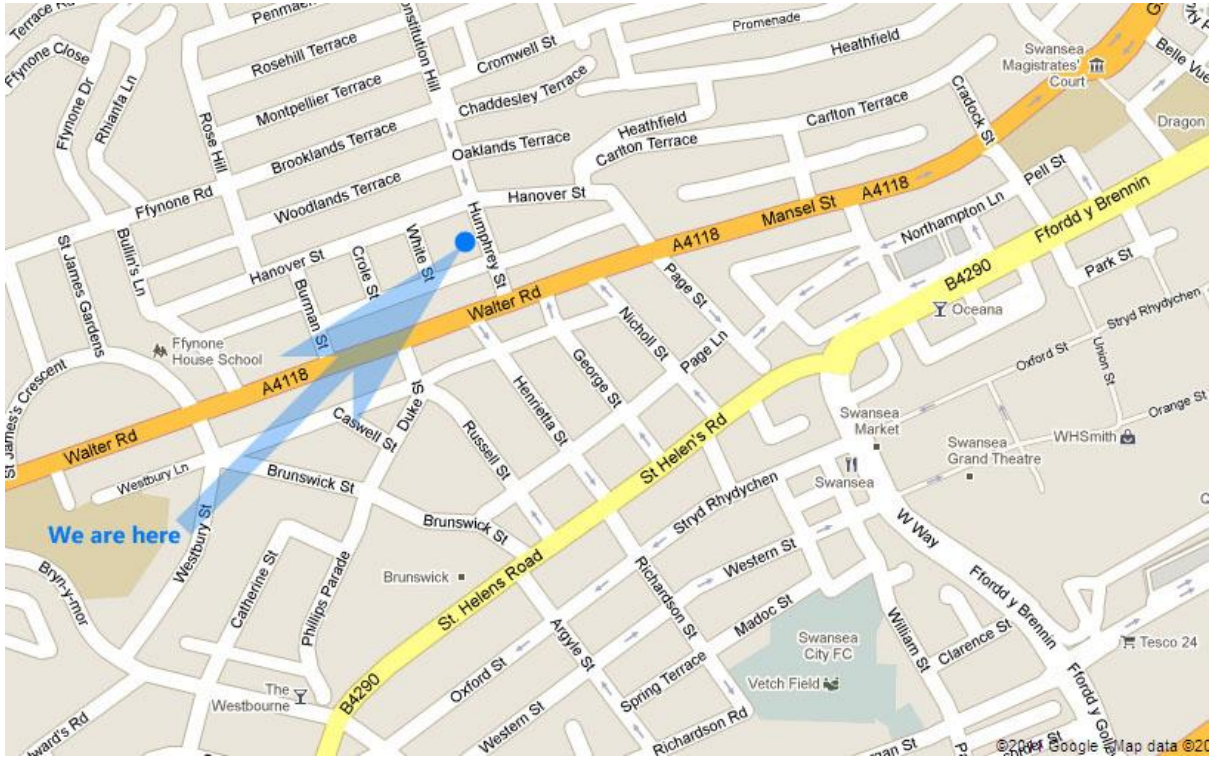 Terrace Rd
Ffynone Close
Ffynone Dr
Rhianfa Ln
Rose Hill
Penmaen
Rosehill Terrace
Montpellier Terrace
Brooklands Terrace
Woodlands Terrace
Constitution Hill
Cromwell St
Chaddesley Terrace
Oaklands Terrace
Promenade
Heathfield
Heathfield
Carlton Terrace
Carlton Terrace
Cradock St
Swansea
Magistrates'
Court
Belle Vue
Dragon
Pell St
Ffynone Rd
Hanover St
Hanover St
Humphrey St
White St
Croie St
Burman St
Bullin's Ln
St James Gardens
St James's Crescent
Ffynone
House School
A4118
Walter Rd
Walter Rd
A4118
Mansel St
A4118
Northampton Ln
Ffordd y Brennin
B4290
Park St
Oceana
Stryd Rhydychen
Oxford St
Union St
Orange St
WHSmith
Page St
Page Ln
Nicholl St
George St
Henrietta St
Russell St
Duke St
Caswell St
Westbury Ln
Brunswick St
Brunswick St
Westbury St
We are here
Bryn-y-mor
Catherine St
Phillips Parade
Brunswick
St Helen's Rd
St. Helens Road
B4290
Swansea
Market
Swansea
Grand Theatre
Swansea
Stryd Rhydychen
Western St
Madoc St
Richardson St
Argyle St
Oxford St
Western St
Spring Terrace
Richardson Rd
Swansea
City FC
Vetch Field
William St
Clarence St
W Way
Ffordd y Brennin
Tesco 24
The
Westbourne